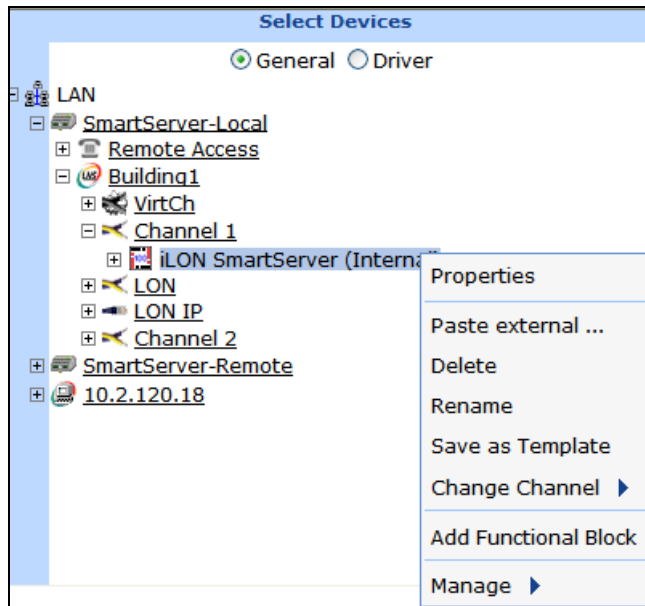 Select Devices
General Driver
LAN
SmartServer-Local
Remote Access
Building1
VirtCh
Channel 1
iLON SmartServer (Internal
LON
LON IP
Channel 2
SmartServer-Remote
10.2.120.18
Properties
Paste external ...
Delete
Rename
Save as Template
Change Channel
Add Functional Block
Manage